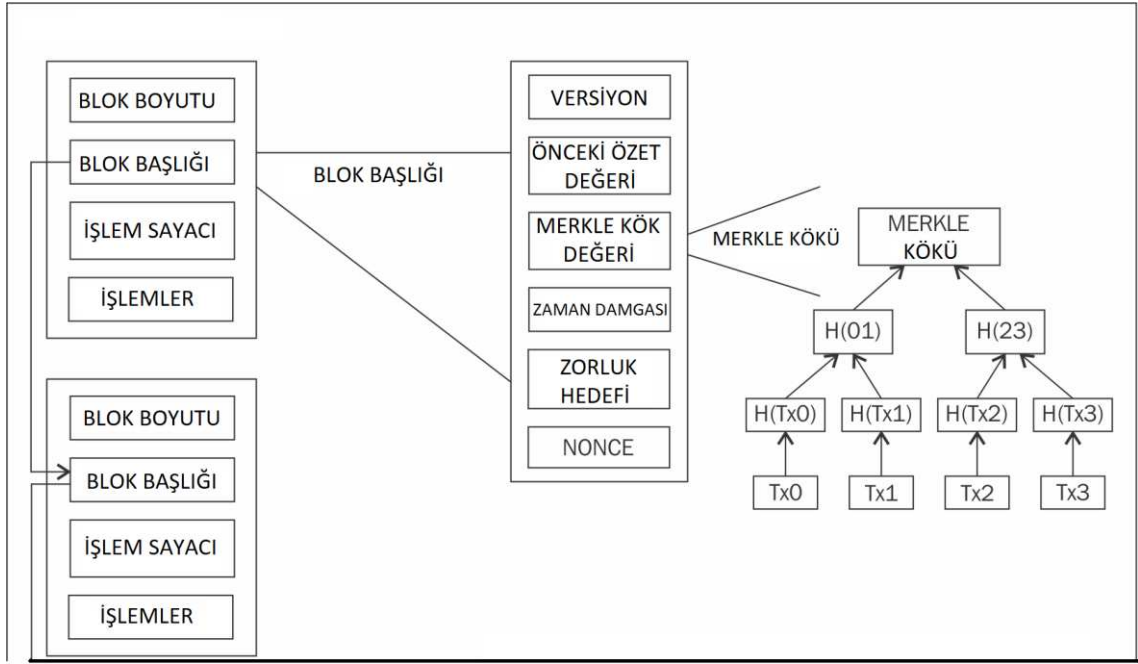 BLOK BOYUTU
BLOK BAŞLIĞI
İŞLEM SAYACI
İŞLEMLER
BLOK BOYUTU
BLOK BAŞLIĞI
İŞLEM SAYACI
İŞLEMLER
BLOK BAŞLIĞI
VERSİYON
ÖNCEKİ ÖZET
DEĞERİ
MERKLE KÖK
DEĞERİ
ZAMAN DAMGASI
ZORLUK
HEDEFİ
NONCE
MERKLE KÖKÜ
MERKLE
KÖKÜ
H(01)
H(23)
H(Tx0)
H(Tx1)
H(Tx2)
H(Tx3)
Tx0
Tx1
Tx2
Tx3